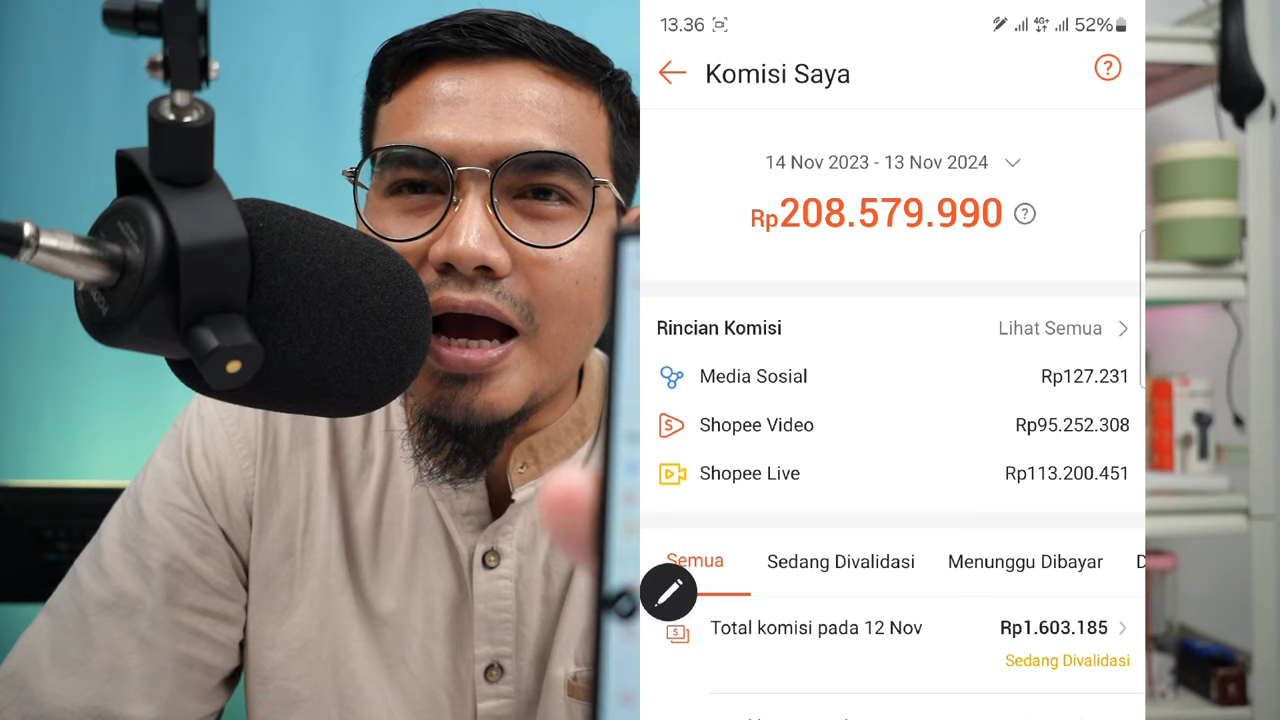 13.36
4G+ 52%
Komisi Saya
?
14 Nov 2023 - 13 Nov 2024
Rp208.579.990 ?
Rincian Komisi Lihat Semua
Media Sosial Rp127.231
Shopee Video Rp95.252.308
Shopee Live Rp113.200.451
Semua Sedang Divalidasi Menunggu Dibayar D
Total komisi pada 12 Nov Rp1.603.185
Sedang Divalidasi